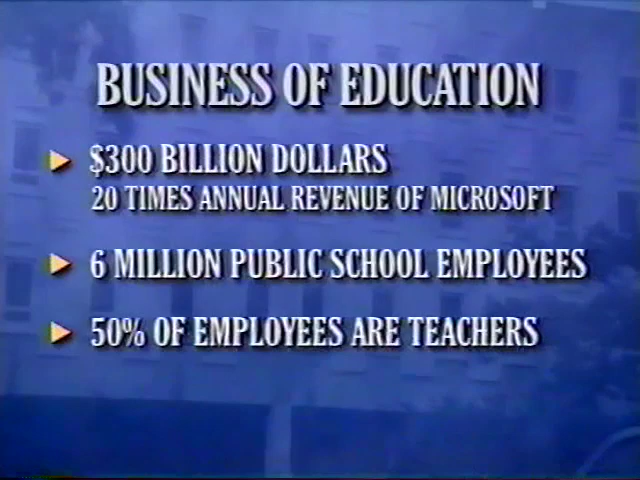 BUSINESS OF EDUCATION
$300 BILLION DOLLARS
20 TIMES ANNUAL REVENUE OF MICROSOFT
6 MILLION PUBLIC SCHOOL EMPLOYEES
50% OF EMPLOYEES ARE TEACHERS